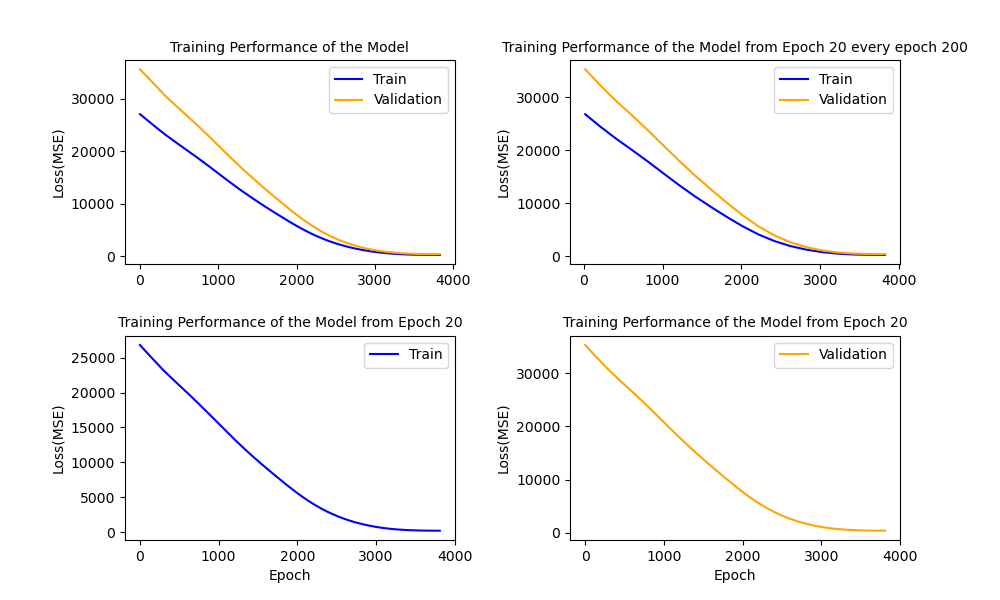 Training Performance of the Model
Training Performance of the Model from Epoch 20 every epoch 200
Loss(MSE)
30000
20000
10000
0
Train
Validation
0 1000 2000 3000 4000
Loss(MSE)
30000
20000
10000
0
Train
Validation
0 1000 2000 3000 4000
Training Performance of the Model from Epoch 20
Training Performance of the Model from Epoch 20
Loss(MSE)
25000
20000
15000
10000
5000
0
Train
0 1000 2000 3000 4000
Epoch
Loss(MSE)
30000
20000
10000
0
Validation
0 1000 2000 3000 4000
Epoch